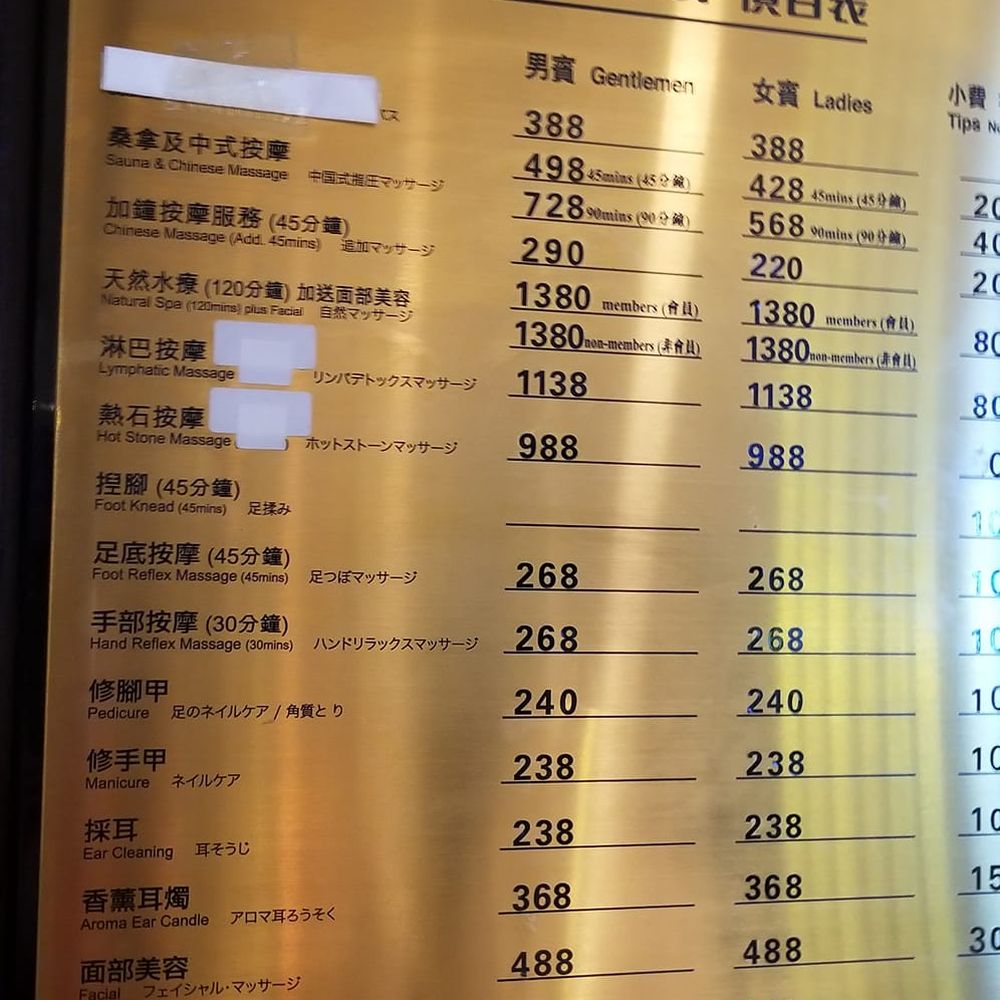 價目表
男賓 Gentlemen
女賓 Ladies
小費
Tips
388
388
桑拿及中式按摩
Sauna & Chinese Massage 中国式指圧マッサージ
498 45mins (45分鐘)
428 45mins (45分鐘)
728 90mins (90分鐘)
568 90mins (90分鐘)
加鐘按摩服務 (45分鐘)
Chinese Massage (Add. 45mins) 追加マッサージ
290
220
天然水療 (120分鐘) 加送面部美容
Natural Spa (120mins) plus Facial 自然マッサージ
1380 members (會員)
1380 members (會員)
1380 non-members (非會員)
1380 non-members (非會員)
淋巴按摩
Lymphatic Massage リンパデトックスマッサージ
1138
1138
熱石按摩
Hot Stone Massage ホットストーンマッサージ
988
988
揑腳 (45分鐘)
Foot Knead (45mins) 足揉み
足底按摩 (45分鐘)
Foot Reflex Massage (45mins) 足つぼマッサージ
268
268
手部按摩 (30分鐘)
Hand Reflex Massage (30mins) ハンドリラックスマッサージ
268
268
修腳甲
Pedicure 足のネイルケア / 角質とり
240
240
修手甲
Manicure ネイルケア
238
238
採耳
Ear Cleaning 耳そうじ
238
238
香薰耳燭
Aroma Ear Candle アロマ耳ろうそく
368
368
面部美容
Facial フェイシャル・マッサージ
488
488